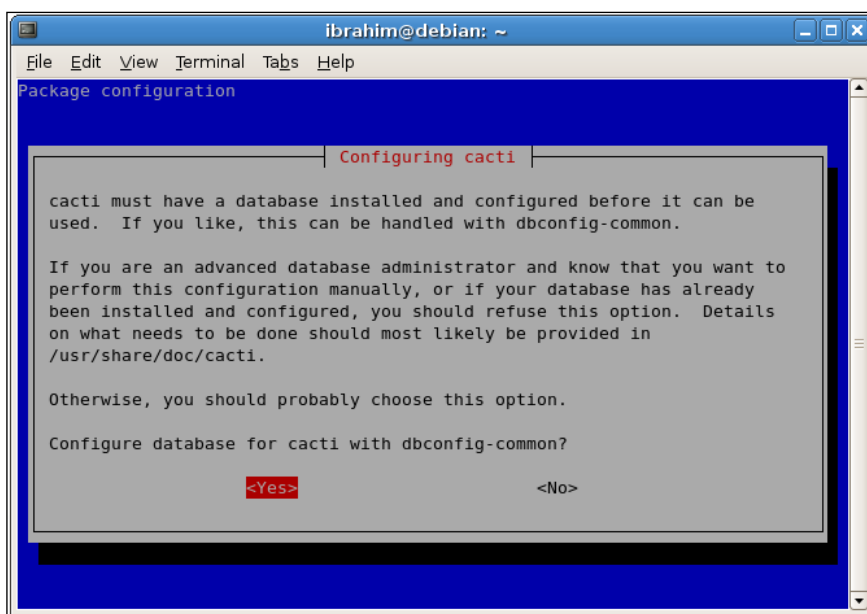 ibrahim@debian: ~
File Edit View Terminal Tabs Help
Package configuration
Configuring cacti
cacti must have a database installed and configured before it can be
used.  If you like, this can be handled with dbconfig-common.
If you are an advanced database administrator and know that you want to
perform this configuration manually, or if your database has already
been installed and configured, you should refuse this option.  Details
on what needs to be done should most likely be provided in
/usr/share/doc/cacti.
Otherwise, you should probably choose this option.
Configure database for cacti with dbconfig-common?
<Yes> <No>